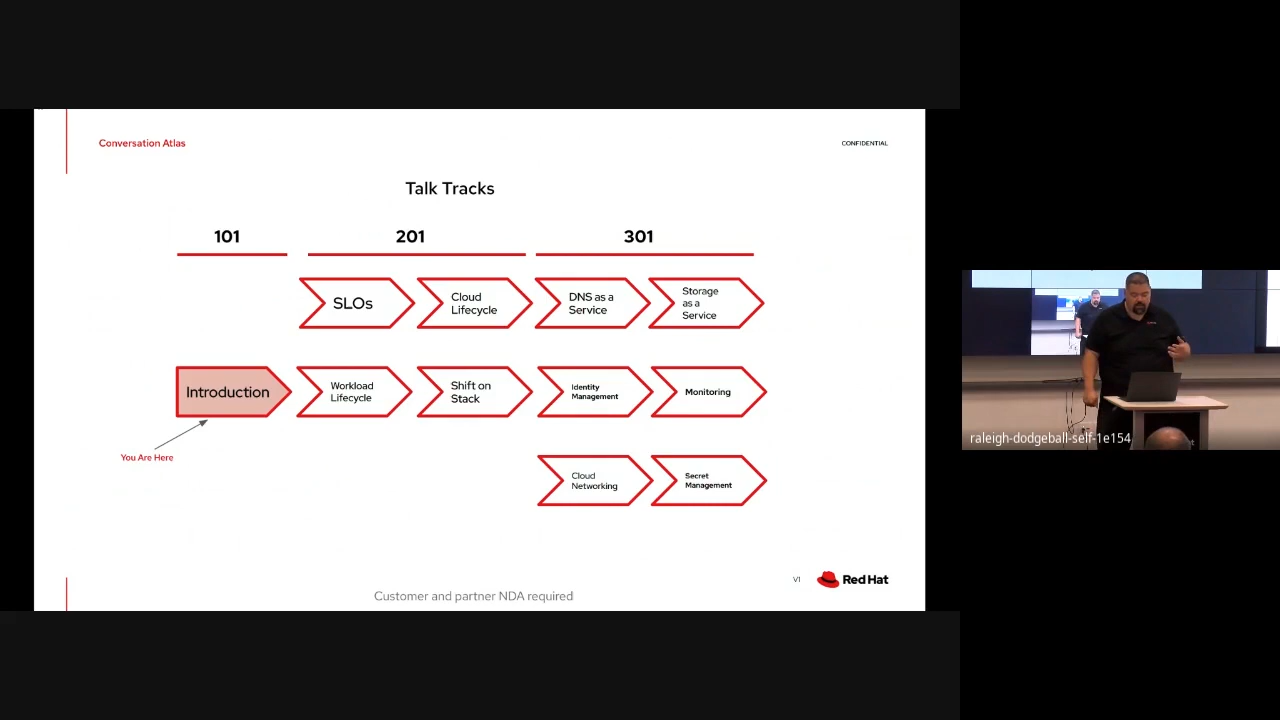 Conversation Atlas
CONFIDENTIAL
Talk Tracks
101
201
301
SLOs
Cloud
Lifecycle
DNS as a
Service
Storage
as a
Service
Introduction
Workload
Lifecycle
Shift on
Stack
Identity
Management
Monitoring
You Are Here
Cloud
Networking
Secret
Management
V1
Red Hat
Customer and partner NDA required
raleigh-dodgeball-self-1e154